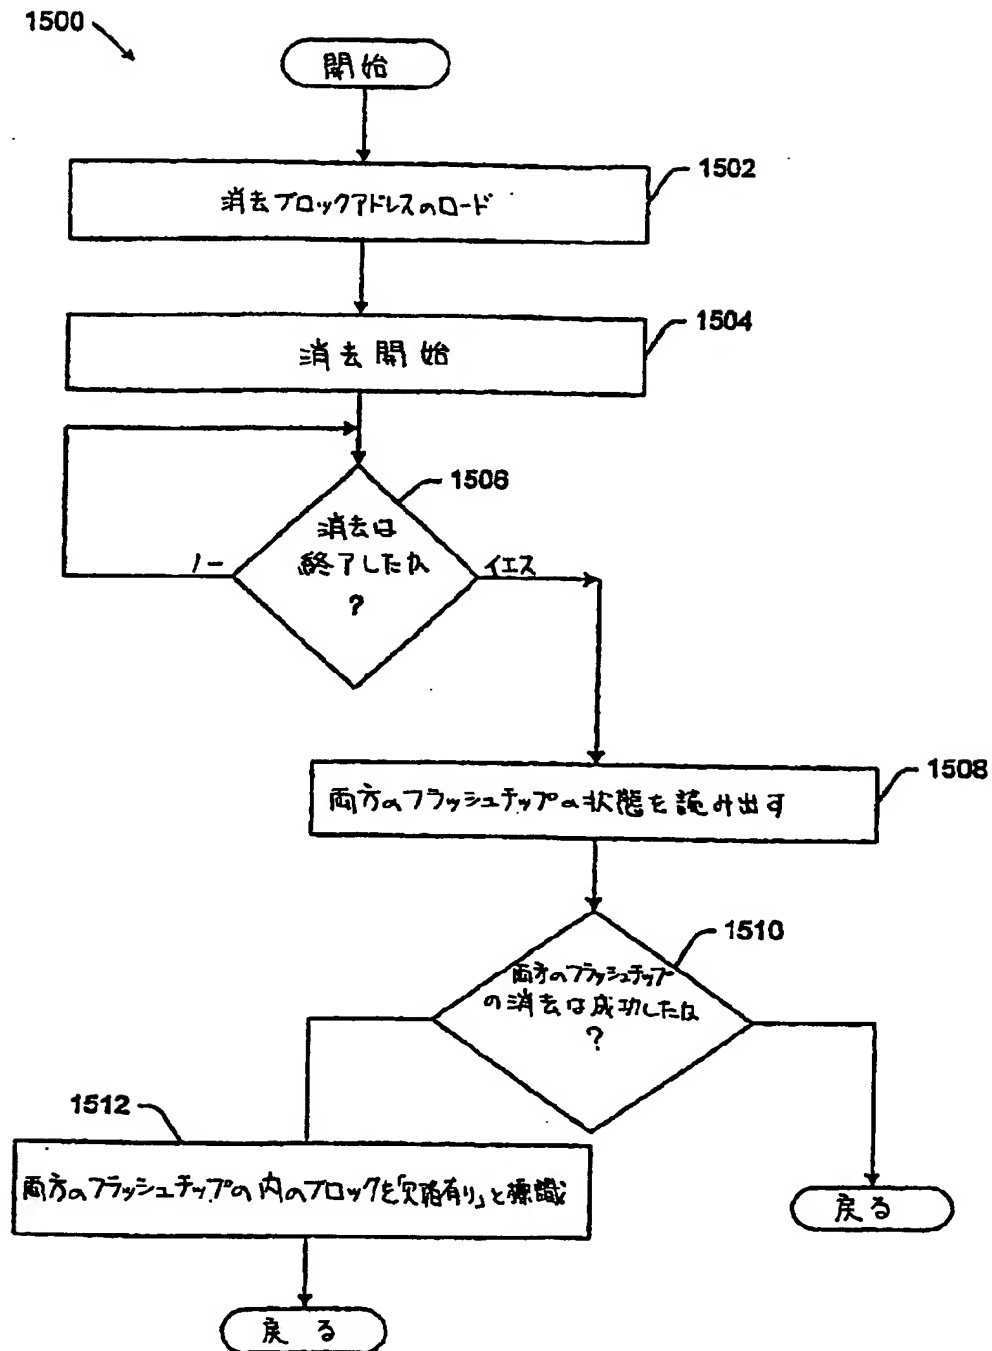 1500
開始
1502
消去ブロックアドレスのロード
1504
消去開始
1506
消去は
終了したか
?
ノー
イエス
1508
両方のフラッシュチップの状態を読み出す
1510
両方のフラッシュチップ
の消去は成功したか
?
1512
両方のフラッシュチップの内のブロックを「欠陥有り」と標識
戻る
戻る